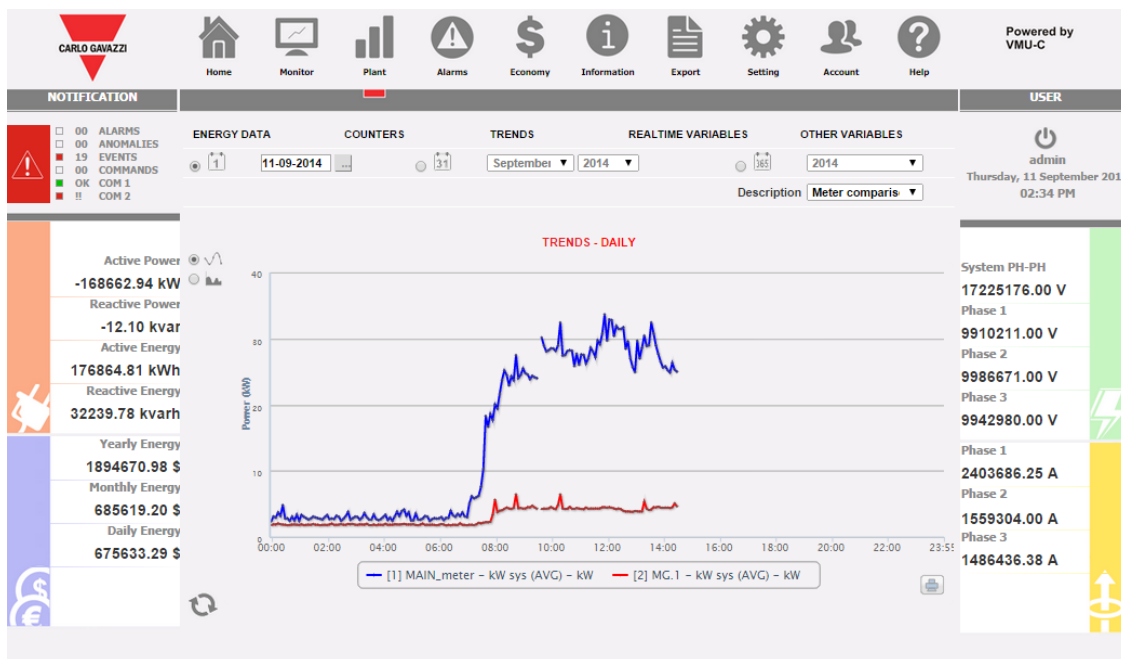 CARLO GAVAZZI
Home Monitor Plant Alarms Economy Information Export Setting Account Help
Powered by
VMU-C
NOTIFICATION
USER
00 ALARMS
00 ANOMALIES
19 EVENTS
00 COMMANDS
OK COM 1
!! COM 2
ENERGY DATA COUNTERS TRENDS REALTIME VARIABLES OTHER VARIABLES
1 11-09-2014 ... 31 September 2014 365 2014
Description Meter comparis
admin
Thursday, 11 September 201
02:34 PM
Active Power
-168662.94 kW
Reactive Power
-12.10 kvar
Active Energy
176864.81 kWh
Reactive Energy
32239.78 kvarh
Yearly Energy
1894670.98 $
Monthly Energy
685619.20 $
Daily Energy
675633.29 $
$
€
TRENDS - DAILY
Power (kW)
40
30
20
10
0
00:00 02:00 04:00 06:00 08:00 10:00 12:00 14:00 16:00 18:00 20:00 22:00 23:55
[1] MAIN_meter - kW sys (AVG) - kW [2] MG.1 - kW sys (AVG) - kW
System PH-PH
17225176.00 V
Phase 1
9910211.00 V
Phase 2
9986671.00 V
Phase 3
9942980.00 V
Phase 1
2403686.25 A
Phase 2
1559304.00 A
Phase 3
1486436.38 A